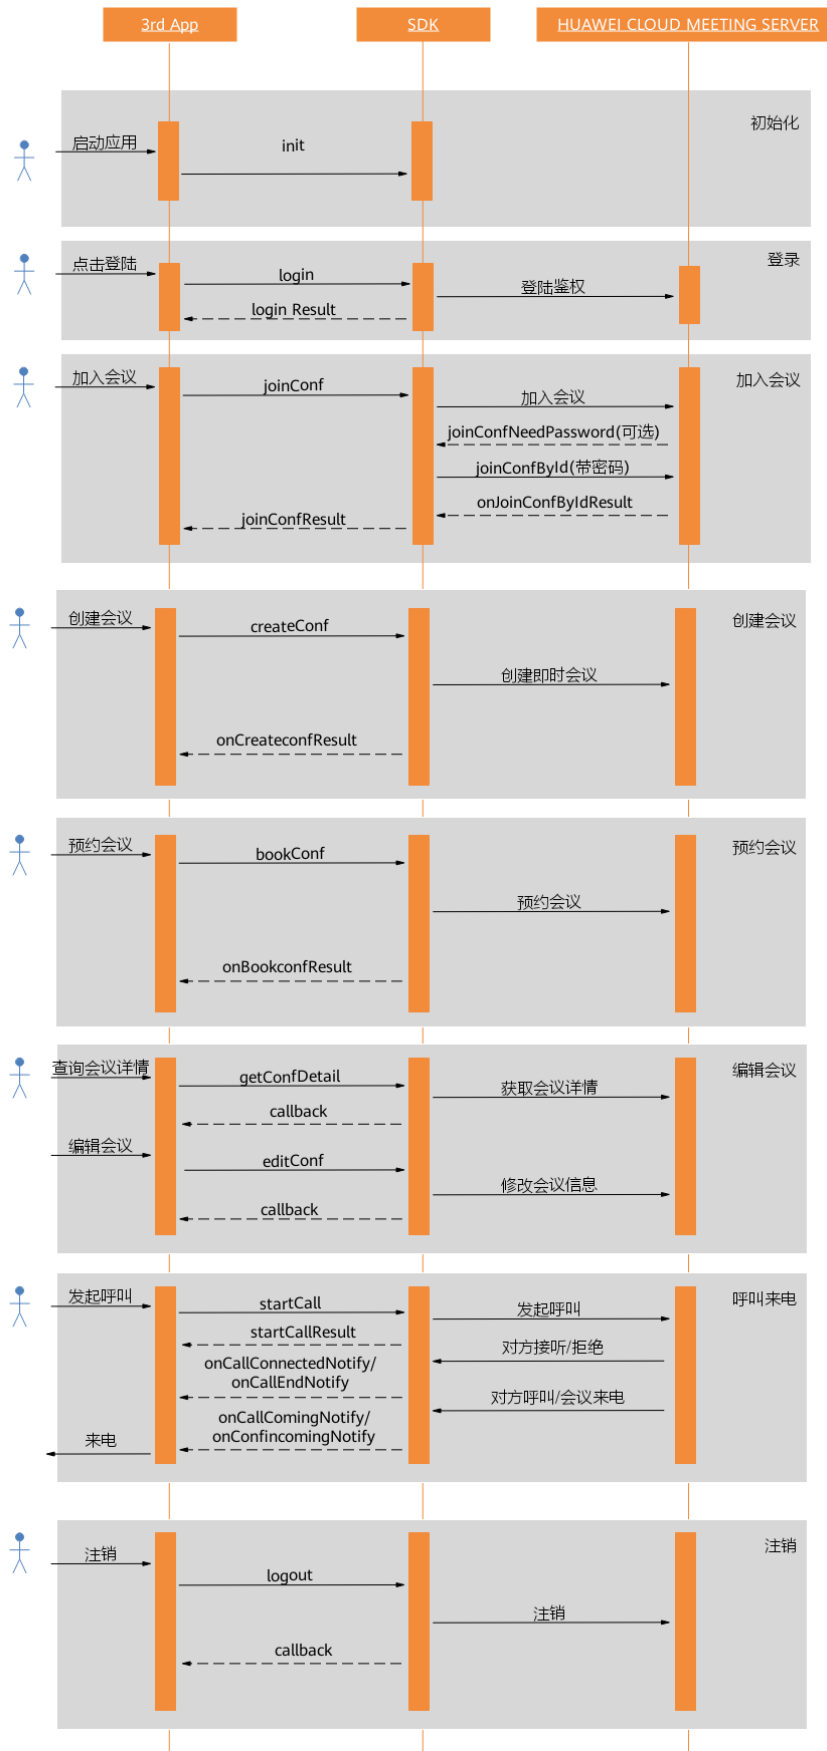 3rd App
SDK
HUAWEI CLOUD MEETING SERVER
初始化
启动应用
init
登录
点击登陆
login
登陆鉴权
login Result
加入会议
加入会议
joinConf
加入会议
joinConfNeedPassword(可选)
joinConfById(带密码)
onJoinConfByIdResult
joinConfResult
创建会议
创建会议
createConf
创建即时会议
onCreateconfResult
预约会议
预约会议
bookConf
预约会议
onBookconfResult
查询会议详情
编辑会议
getConfDetail
获取会议详情
callback
编辑会议
editConf
修改会议信息
callback
发起呼叫
呼叫来电
startCall
发起呼叫
startCallResult
对方接听/拒绝
onCallConnectedNotify/
onCallEndNotify
对方呼叫/会议来电
onCallComingNotify/
onConfincomingNotify
来电
注销
注销
logout
注销
callback